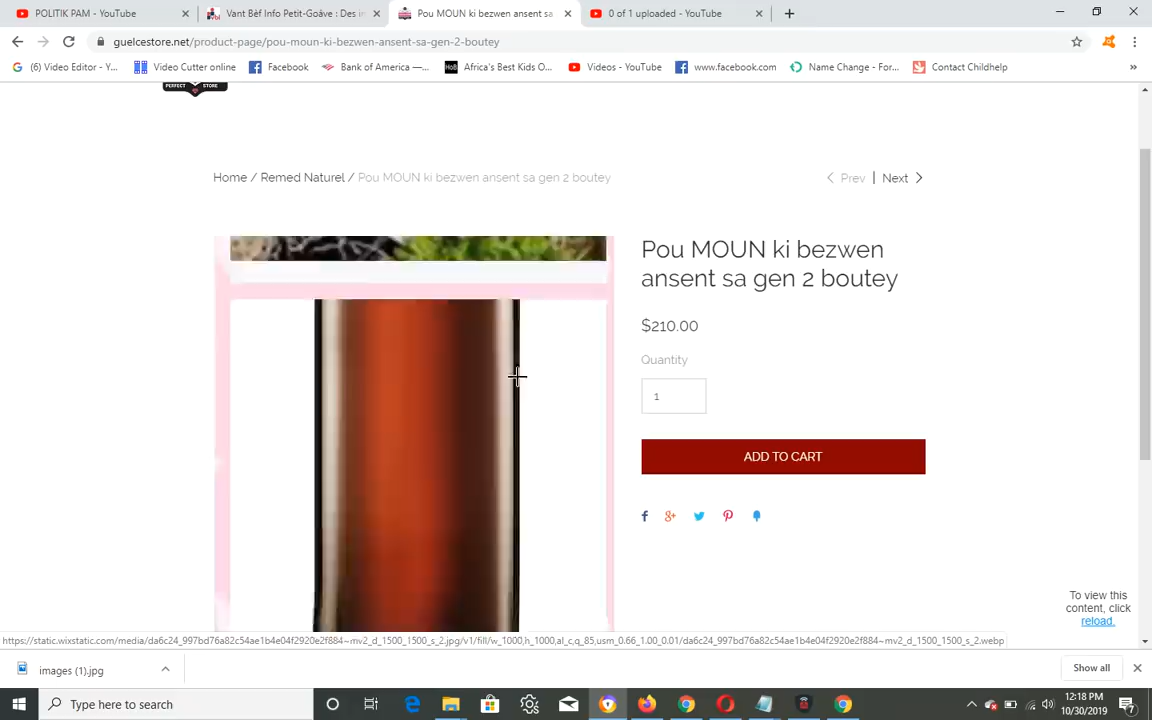 POLITIK PAM - YouTube
Vant Bèf Info Petit-Goâve : Des i
Pou MOUN ki bezwen ansent sa
0 of 1 uploaded - YouTube
guelcestore.net/product-page/pou-moun-ki-bezwen-ansent-sa-gen-2-boutey
(6) Video Editor - Y...
Video Cutter online
Facebook
Bank of America —...
Africa's Best Kids O...
Videos - YouTube
www.facebook.com
Name Change - For...
Contact Childhelp
PERFECT STORE
Home / Remed Naturel / Pou MOUN ki bezwen ansent sa gen 2 boutey
Prev | Next
Pou MOUN ki bezwen
ansent sa gen 2 boutey
$210.00
Quantity
1
ADD TO CART
To view this
content, click
reload.
https://static.wixstatic.com/media/da6c24_997bd76a82c54ae1b4e04f2920e2f884~mv2_d_1500_1500_s_2.jpg/v1/fill/w_1000,h_1000,al_c,q_85,usm_0.66_1.00_0.01/da6c24_997bd76a82c54ae1b4e04f2920e2f884~mv2_d_1500_1500_s_2.webp
images (1).jpg
Show all
Type here to search
12:18 PM
10/30/2019
7